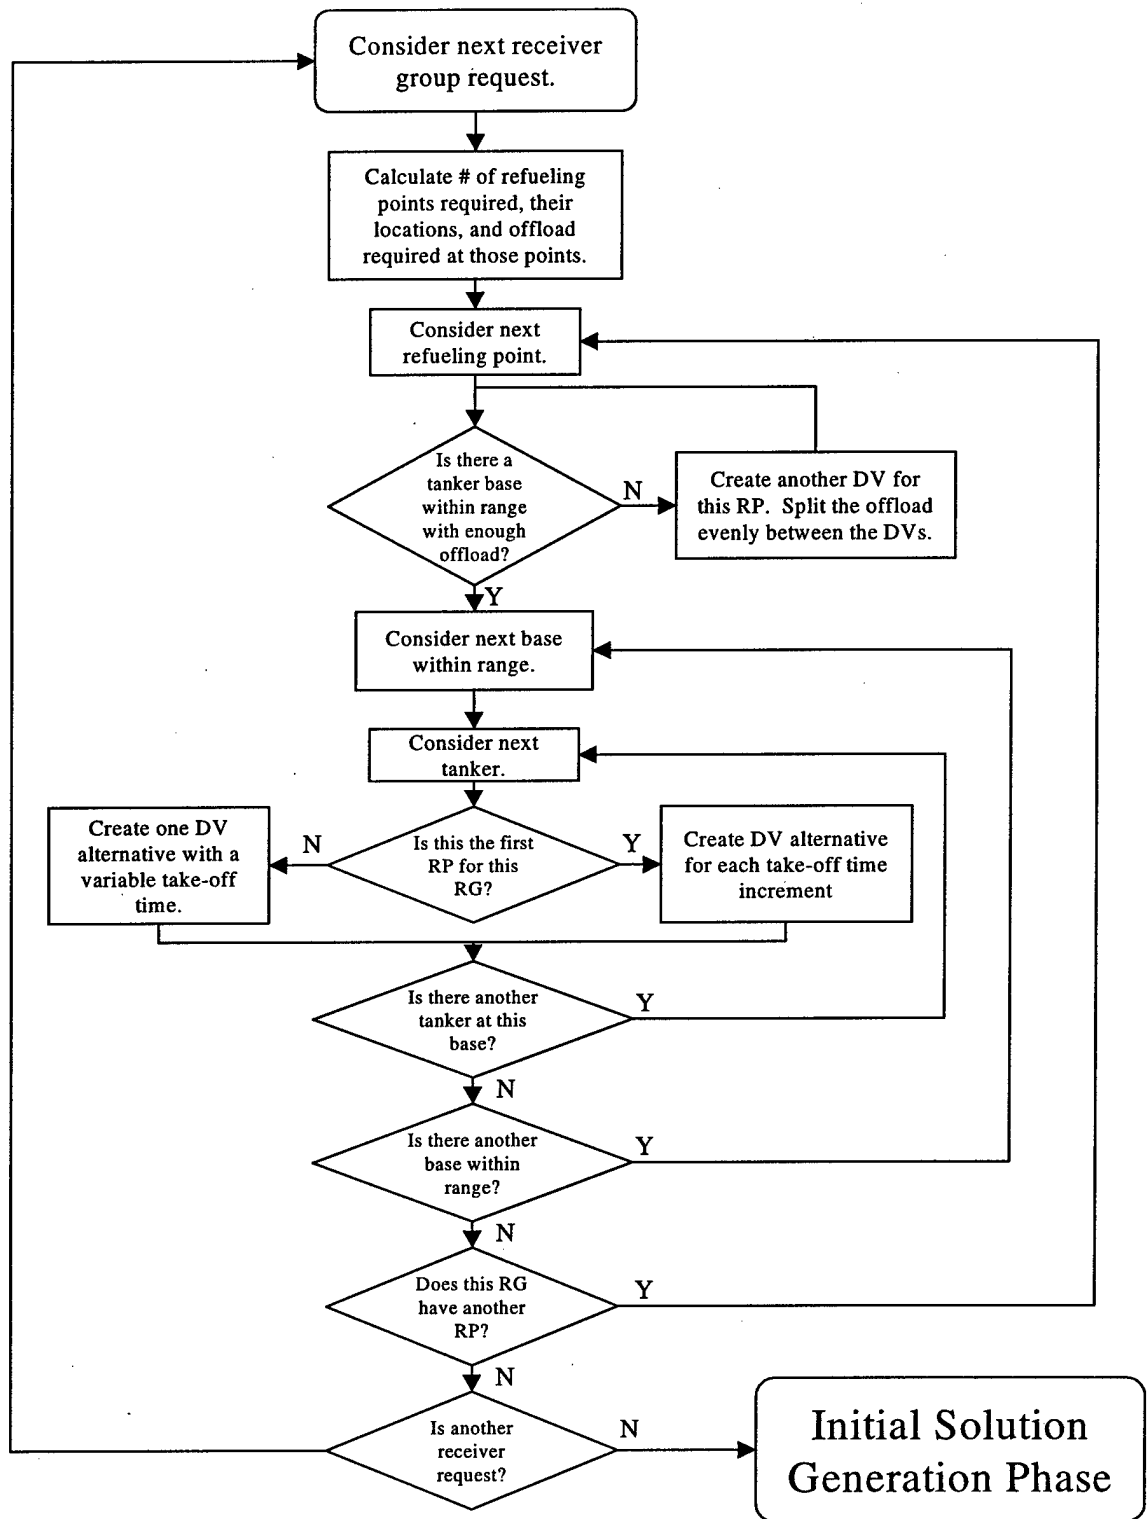 Consider next receiver
group request.
Calculate # of refueling
points required, their
locations, and offload
required at those points.
Consider next
refueling point.
Is there a
tanker base
within range
with enough
offload?
N
Create another DV for
this RP. Split the offload
evenly between the DVs.
Y
Consider next base
within range.
Consider next
tanker.
Create one DV
alternative with a
variable take-off
time.
N
Is this the first
RP for this
RG?
Y
Create DV alternative
for each take-off time
increment
Is there another
tanker at this
base?
Y
N
Is there another
base within
range?
Y
N
Does this RG
have another
RP?
Y
N
Is another
receiver
request?
N
Initial Solution
Generation Phase